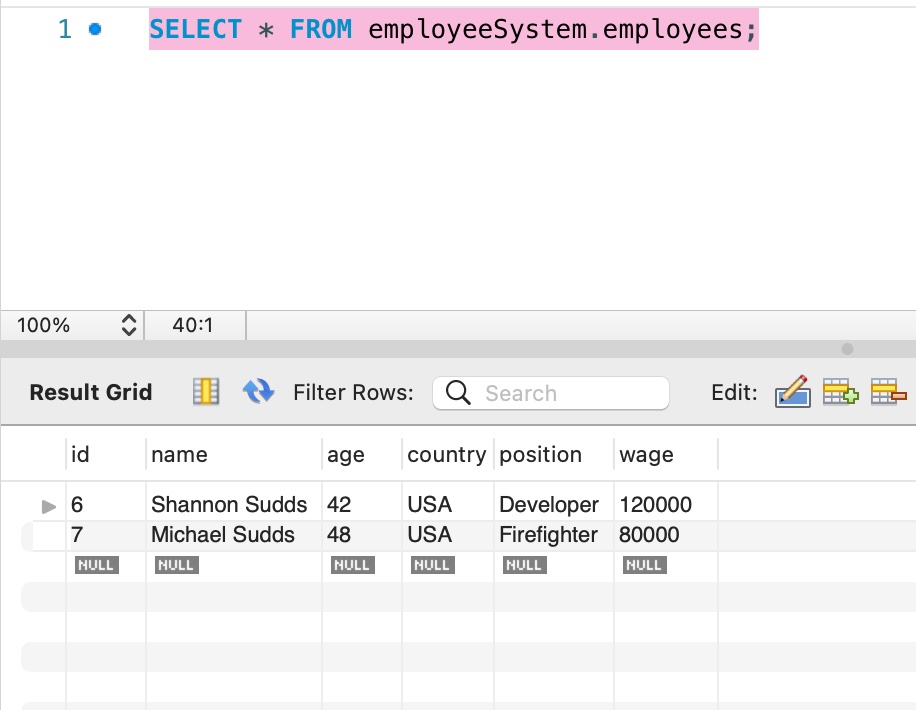 1 SELECT * FROM employeeSystem.employees;
100% 40:1
Result Grid Filter Rows: Search Edit:
id name age country position wage
6 Shannon Sudds 42 USA Developer 120000
7 Michael Sudds 48 USA Firefighter 80000
NULL NULL NULL NULL NULL NULL